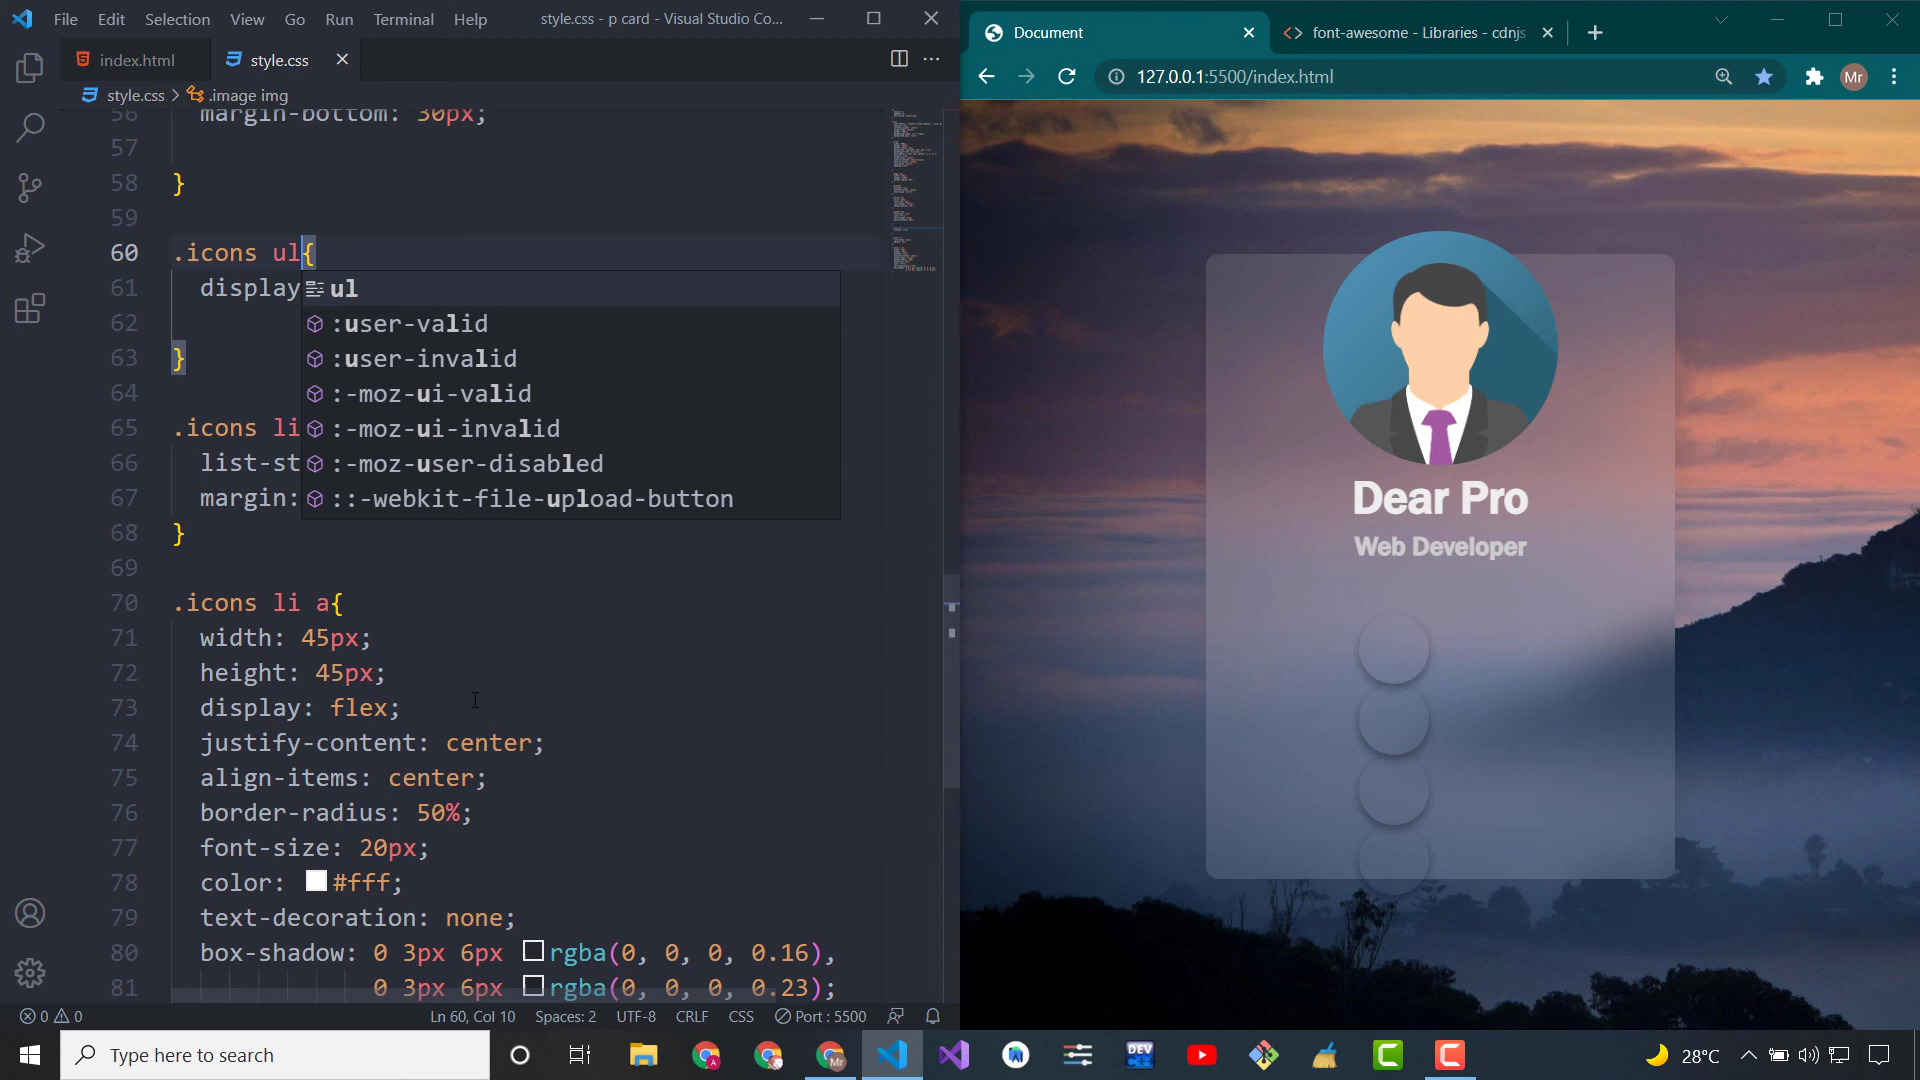 File Edit Selection View Go Run Terminal Help
style.css - p card - Visual Studio Co...
index.html
style.css
style.css > .image img
56 margin-bottom: 30px;
57
58 }
59
60 .icons ul{
61 display
62
63 }
64
65 .icons li
66 list-st
67 margin:
68 }
69
70 .icons li a{
71 width: 45px;
72 height: 45px;
73 display: flex;
74 justify-content: center;
75 align-items: center;
76 border-radius: 50%;
77 font-size: 20px;
78 color: #fff;
79 text-decoration: none;
80 box-shadow: 0 3px 6px rgba(0, 0, 0, 0.16),
81 0 3px 6px rgba(0, 0, 0, 0.23);
ul
:user-valid
:user-invalid
:-moz-ui-valid
:-moz-ui-invalid
:-moz-user-disabled
::-webkit-file-upload-button
0 0 Ln 60, Col 10 Spaces: 2 UTF-8 CRLF CSS Port : 5500
Document
font-awesome - Libraries - cdnjs
127.0.0.1:5500/index.html
Mr
Dear Pro
Web Developer
Type here to search
Mr
DEV
C++
28°C